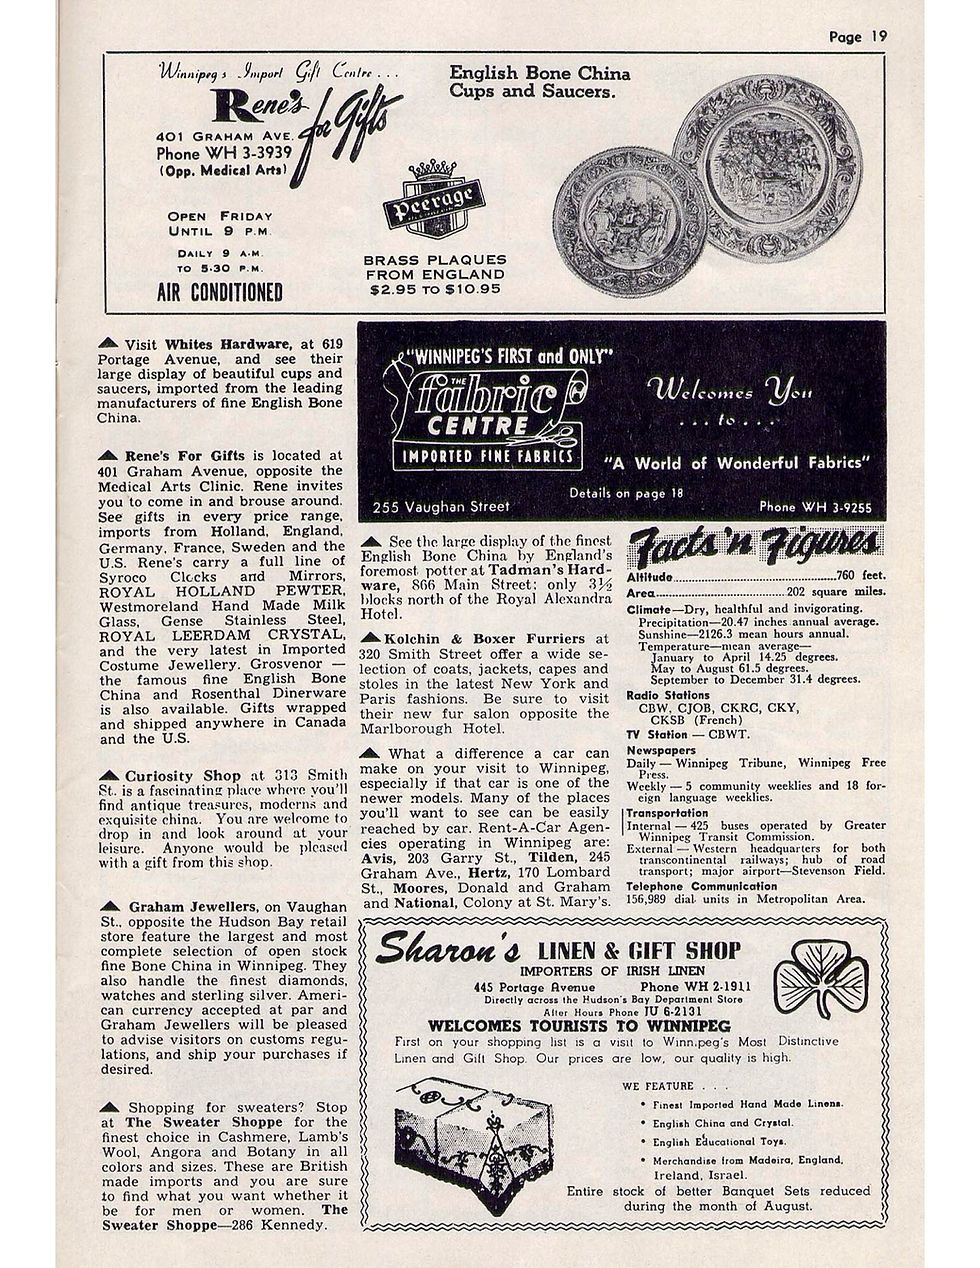 Page 19
Winnipeg's Import Gift Centre . . .
Rene's for Gifts
401 GRAHAM AVE.
Phone WH 3-3939
(Opp. Medical Arts)
OPEN FRIDAY
UNTIL 9 P.M.
DAILY 9 A.M.
TO 5:30 P.M.
AIR CONDITIONED
English Bone China
Cups and Saucers.
Peerage
BRASS PLAQUES
FROM ENGLAND
$2.95 TO $10.95
Visit Whites Hardware, at 619
Portage Avenue, and see their
large display of beautiful cups and
saucers, imported from the leading
manufacturers of fine English Bone
China.
Rene's For Gifts is located at
401 Graham Avenue, opposite the
Medical Arts Clinic. Rene invites
you to come in and brouse around.
See gifts in every price range,
imports from Holland, England,
Germany, France, Sweden and the
U.S. Rene's carry a full line of
Syroco Clocks and Mirrors,
ROYAL HOLLAND PEWTER,
Westmoreland Hand Made Milk
Glass, Gense Stainless Steel,
ROYAL LEERDAM CRYSTAL,
and the very latest in Imported
Costume Jewellery. Grosvenor —
the famous fine English Bone
China and Rosenthal Dinerware
is also available. Gifts wrapped
and shipped anywhere in Canada
and the U.S.
Curiosity Shop at 313 Smith
St. is a fascinating place where you'll
find antique treasures, moderns and
exquisite china. You are welcome to
drop in and look around at your
leisure. Anyone would be pleased
with a gift from this shop.
Graham Jewellers, on Vaughan
St., opposite the Hudson Bay retail
store feature the largest and most
complete selection of open stock
fine Bone China in Winnipeg. They
also handle the finest diamonds,
watches and sterling silver. Ameri-
can currency accepted at par and
Graham Jewellers will be pleased
to advise visitors on customs regu-
lations, and ship your purchases if
desired.
Shopping for sweaters? Stop
at The Sweater Shoppe for the
finest choice in Cashmere, Lamb's
Wool, Angora and Botany in all
colors and sizes. These are British
made imports and you are sure
to find what you want whether it
be for men or women. The
Sweater Shoppe—286 Kennedy.
"WINNIPEG'S FIRST and ONLY"
THE
fabric
CENTRE
IMPORTED FINE FABRICS
Welcomes You
. . . to . . .
"A World of Wonderful Fabrics"
Details on page 18
255 Vaughan Street
Phone WH 3-9255
See the large display of the finest
English Bone China by England's
foremost potter at Tadman's Hard-
ware, 866 Main Street; only 3½
blocks north of the Royal Alexandra
Hotel.
Kolchin & Boxer Furriers at
320 Smith Street offer a wide se-
lection of coats, jackets, capes and
stoles in the latest New York and
Paris fashions. Be sure to visit
their new fur salon opposite the
Marlborough Hotel.
What a difference a car can
make on your visit to Winnipeg,
especially if that car is one of the
newer models. Many of the places
you'll want to see can be easily
reached by car. Rent-A-Car Agen-
cies operating in Winnipeg are:
Avis, 203 Garry St., Tilden, 245
Graham Ave., Hertz, 170 Lombard
St., Moores, Donald and Graham
and National, Colony at St. Mary's.
Facts 'n Figures
Altitude........760 feet.
Area........202 square miles.
Climate—Dry, healthful and invigorating.
Precipitation—20.47 inches annual average.
Sunshine—2126.3 mean hours annual.
Temperature—mean average—
January to April 14.25 degrees.
May to August 61.5 degrees.
September to December 31.4 degrees.
Radio Stations
CBW, CJOB, CKRC, CKY,
CKSB (French)
TV Station — CBWT.
Newspapers
Daily — Winnipeg Tribune, Winnipeg Free
Press.
Weekly — 5 community weeklies and 18 for-
eign language weeklies.
Transportation
Internal — 425 buses operated by Greater
Winnipeg Transit Commission.
External — Western headquarters for both
transcontinental railways; hub of road
transport; major airport—Stevenson Field.
Telephone Communication
156,989 dial units in Metropolitan Area.
Sharon's LINEN & GIFT SHOP
IMPORTERS OF IRISH LINEN
445 Portage Avenue Phone WH 2-1911
Directly across the Hudson's Bay Department Store
After Hours Phone JU 6-2131
WELCOMES TOURISTS TO WINNIPEG
First on your shopping list is a visit to Winnipeg's Most Distinctive
Linen and Gift Shop. Our prices are low, our quality is high.
WE FEATURE . . .
* Finest Imported Hand Made Linens.
* English China and Crystal.
* English Educational Toys.
* Merchandise from Madeira, England,
Ireland, Israel.
Entire stock of better Banquet Sets reduced
during the month of August.